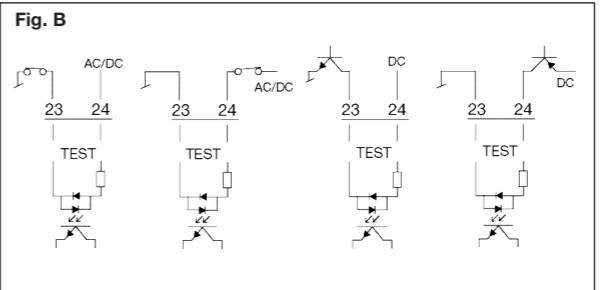 Fig. B
AC/DC
23 24
TEST
AC/DC
23 24
TEST
DC
23 24
TEST
DC
23 24
TEST